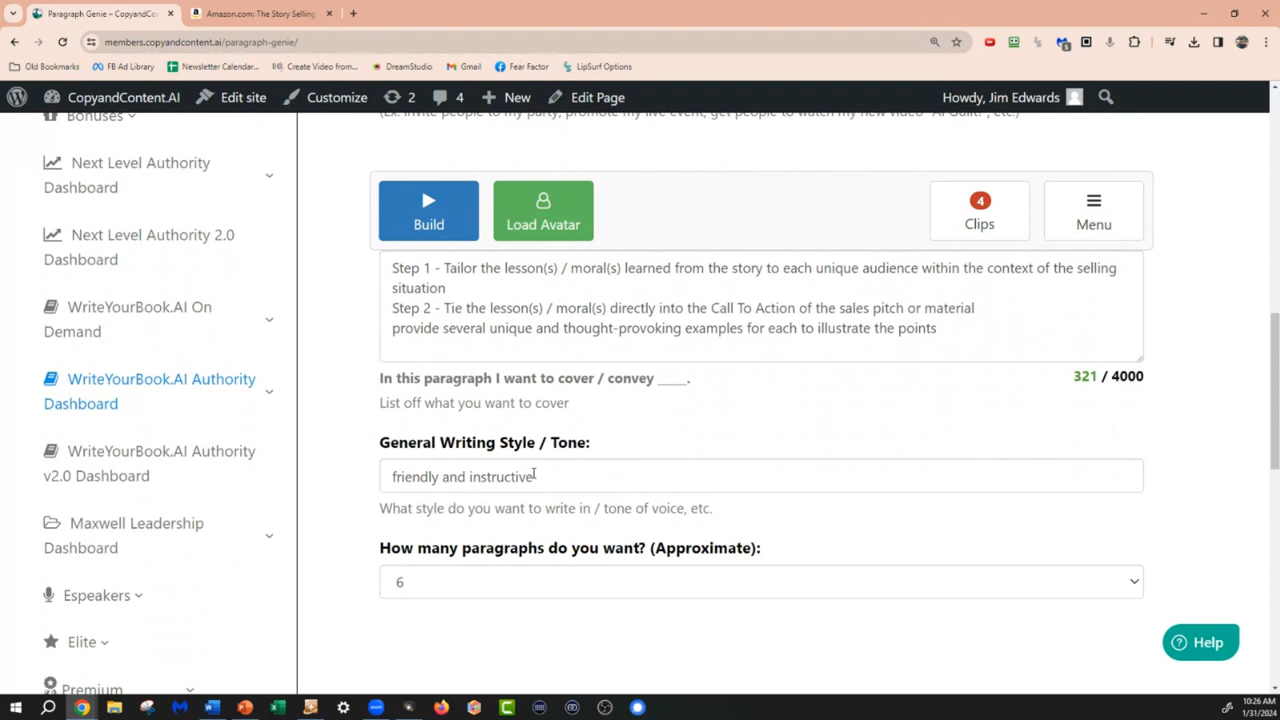 Paragraph Genie – CopyandCon
Amazon.com: The Story Selling
members.copyandcontent.ai/paragraph-genie/
Old Bookmarks
FB Ad Library
Newsletter Calendar...
Create Video from...
DreamStudio
Gmail
Fear Factor
LipSurf Options
CopyandContent.AI
Edit site
Customize
2
4
New
Edit Page
Howdy, Jim Edwards
Bonuses
Next Level Authority
Dashboard
Next Level Authority 2.0
Dashboard
WriteYourBook.AI On
Demand
WriteYourBook.AI Authority
Dashboard
WriteYourBook.AI Authority
v2.0 Dashboard
Maxwell Leadership
Dashboard
Espeakers
Elite
Premium
(Ex. invite people to my party, promote my live event, get people to watch my new video "AI Guilt?", etc.)
Build
Load Avatar
4
Clips
Menu
Step 1 - Tailor the lesson(s) / moral(s) learned from the story to each unique audience within the context of the selling
situation
Step 2 - Tie the lesson(s) / moral(s) directly into the Call To Action of the sales pitch or material
provide several unique and thought-provoking examples for each to illustrate the points
In this paragraph I want to cover / convey ____.
321 / 4000
List off what you want to cover
General Writing Style / Tone:
friendly and instructive
What style do you want to write in / tone of voice, etc.
How many paragraphs do you want? (Approximate):
6
Help
10:26 AM
1/31/2024